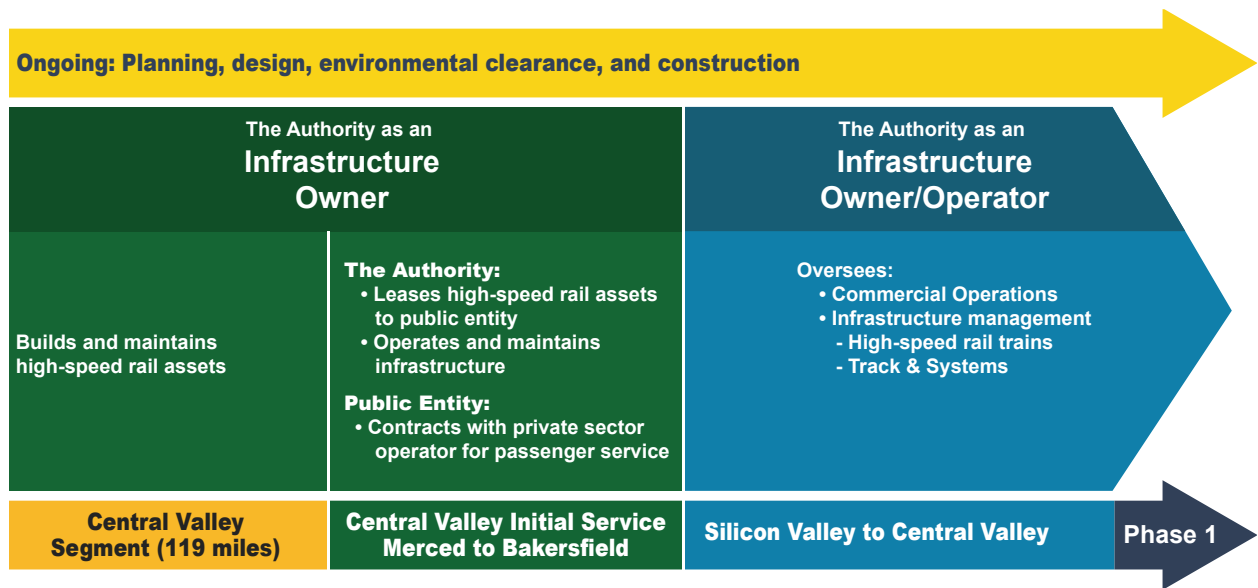 Ongoing: Planning, design, environmental clearance, and construction
The Authority as an
Infrastructure
Owner
The Authority as an
Infrastructure
Owner/Operator
Builds and maintains
high-speed rail assets
The Authority:
• Leases high-speed rail assets
to public entity
• Operates and maintains
infrastructure
Public Entity:
• Contracts with private sector
operator for passenger service
Oversees:
• Commercial Operations
• Infrastructure management
- High-speed rail trains
- Track & Systems
Central Valley
Segment (119 miles)
Central Valley Initial Service
Merced to Bakersfield
Silicon Valley to Central Valley
Phase 1